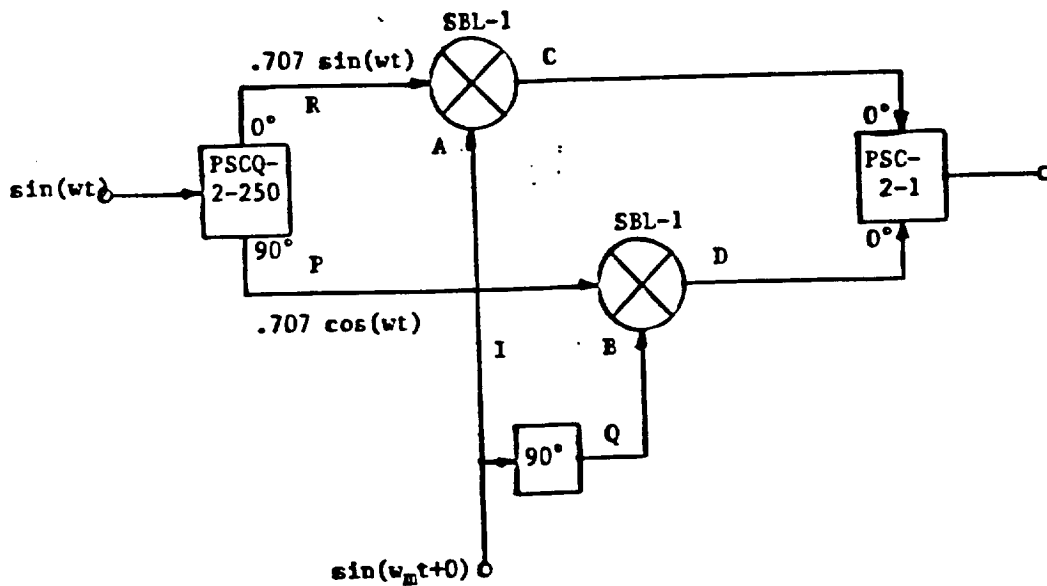 SBL-1
.707 sin(wt)
C
R
0°
A
0°
PSCQ-
2-250
PSC-
2-1
sin(wt)
SBL-1
0°
90°
P
D
.707 cos(wt)
B
I
Q
90°
sin(wₘt+0)